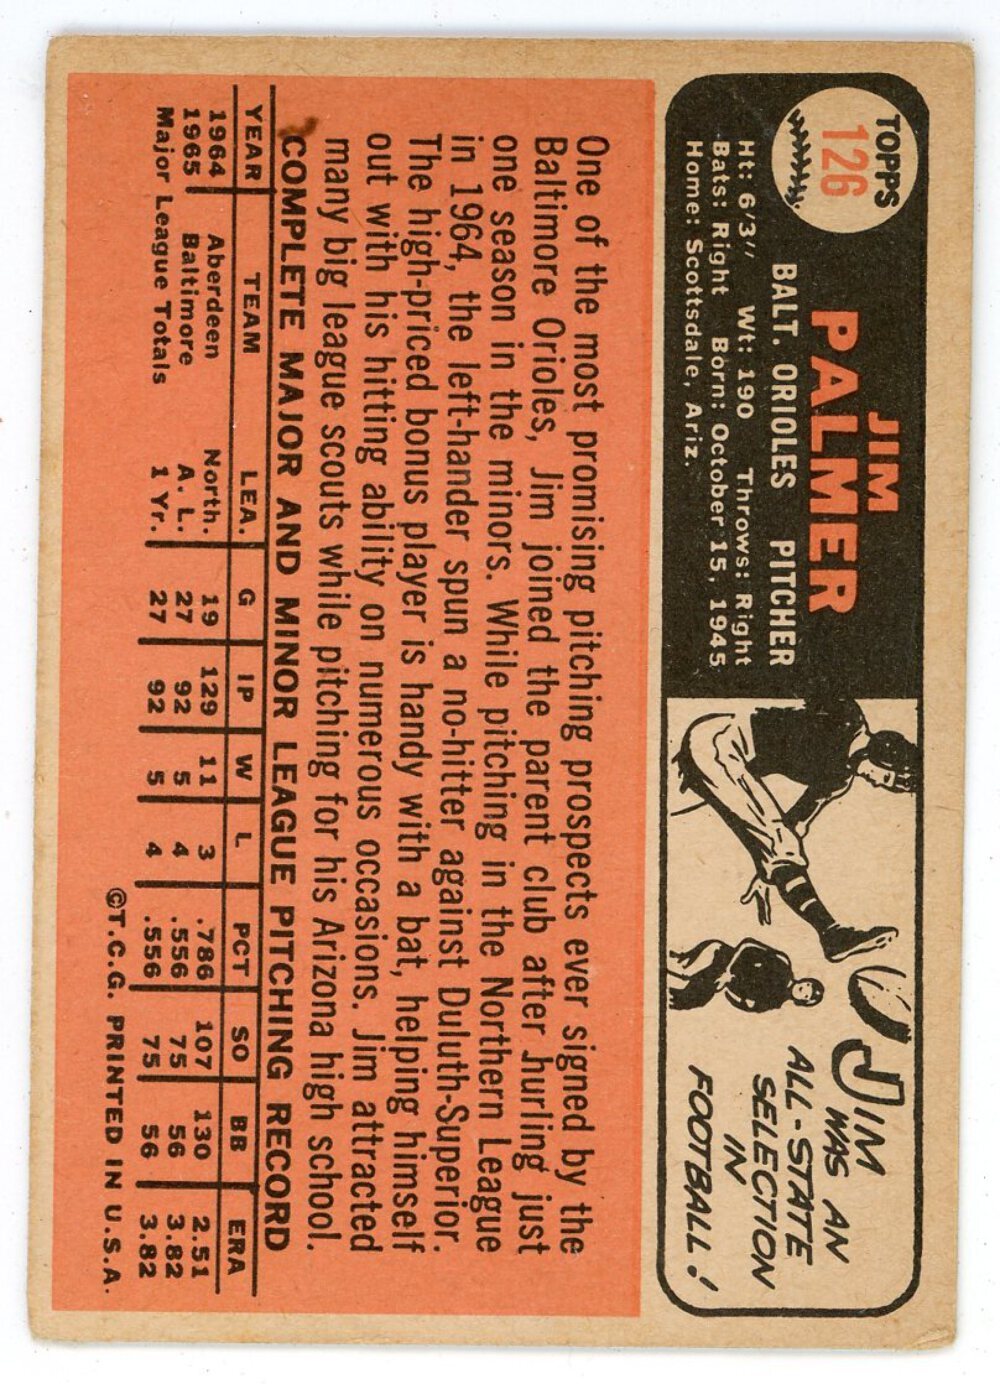 TOPPS
126
JIM
PALMER
BALT. ORIOLES PITCHER
Ht: 6'3" Wt: 190 Throws: Right
Bats: Right Born: October 15, 1945
Home: Scottsdale, Ariz.
JIM
WAS AN
ALL-STATE
SELECTION
IN
FOOTBALL!
One of the most promising pitching prospects ever signed by the
Baltimore Orioles, Jim joined the parent club after hurling just
one season in the minors. While pitching in the Northern League
in 1964, the left-hander spun a no-hitter against Duluth-Superior.
The high-priced bonus player is handy with a bat, helping himself
out with his hitting ability on numerous occasions. Jim attracted
many big league scouts while pitching for his Arizona high school.
COMPLETE MAJOR AND MINOR LEAGUE PITCHING RECORD
YEAR TEAM LEA. G IP W L PCT SO BB ERA
1964 Aberdeen North. 19 129 11 3 .786 107 130 2.51
1965 Baltimore A. L. 27 92 5 4 .556 75 56 3.82
Major League Totals 1 Yr. 27 92 5 4 .556 75 56 3.82
©T.C.G. PRINTED IN U.S.A.